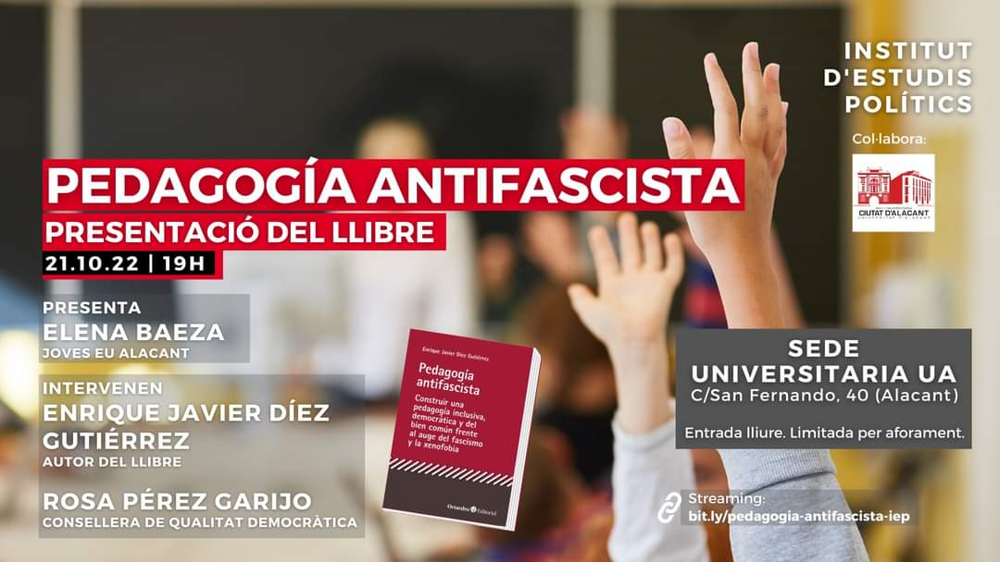 INSTITUT
D'ESTUDIS
POLÍTICS
Col·labora:
CIUTAT D'ALACANT
PEDAGOGÍA ANTIFASCISTA
PRESENTACIÓ DEL LLIBRE
21.10.22 | 19H
PRESENTA
ELENA BAEZA
JOVES EU ALACANT
INTERVENEN
ENRIQUE JAVIER DÍEZ
GUTIÉRREZ
AUTOR DEL LLIBRE
ROSA PÉREZ GARIJO
CONSELLERA DE QUALITAT DEMOCRÀTICA
Enrique Javier Díez Gutiérrez
Pedagogía
antifascista
Construir una
pedagogía inclusiva,
democrática y del
bien común frente
al auge del fascismo
y la xenofobia
Octaedro Editorial
SEDE
UNIVERSITARIA UA
C/San Fernando, 40 (Alacant)
Entrada lliure. Limitada per aforament.
Streaming:
bit.ly/pedagogia-antifascista-iep